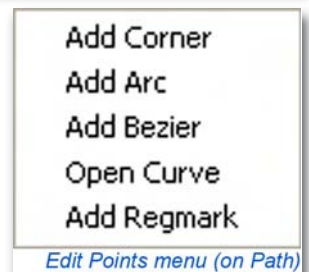 Add Corner
Add Arc
Add Bezier
Open Curve
Add Regmark
Edit Points menu (on Path)